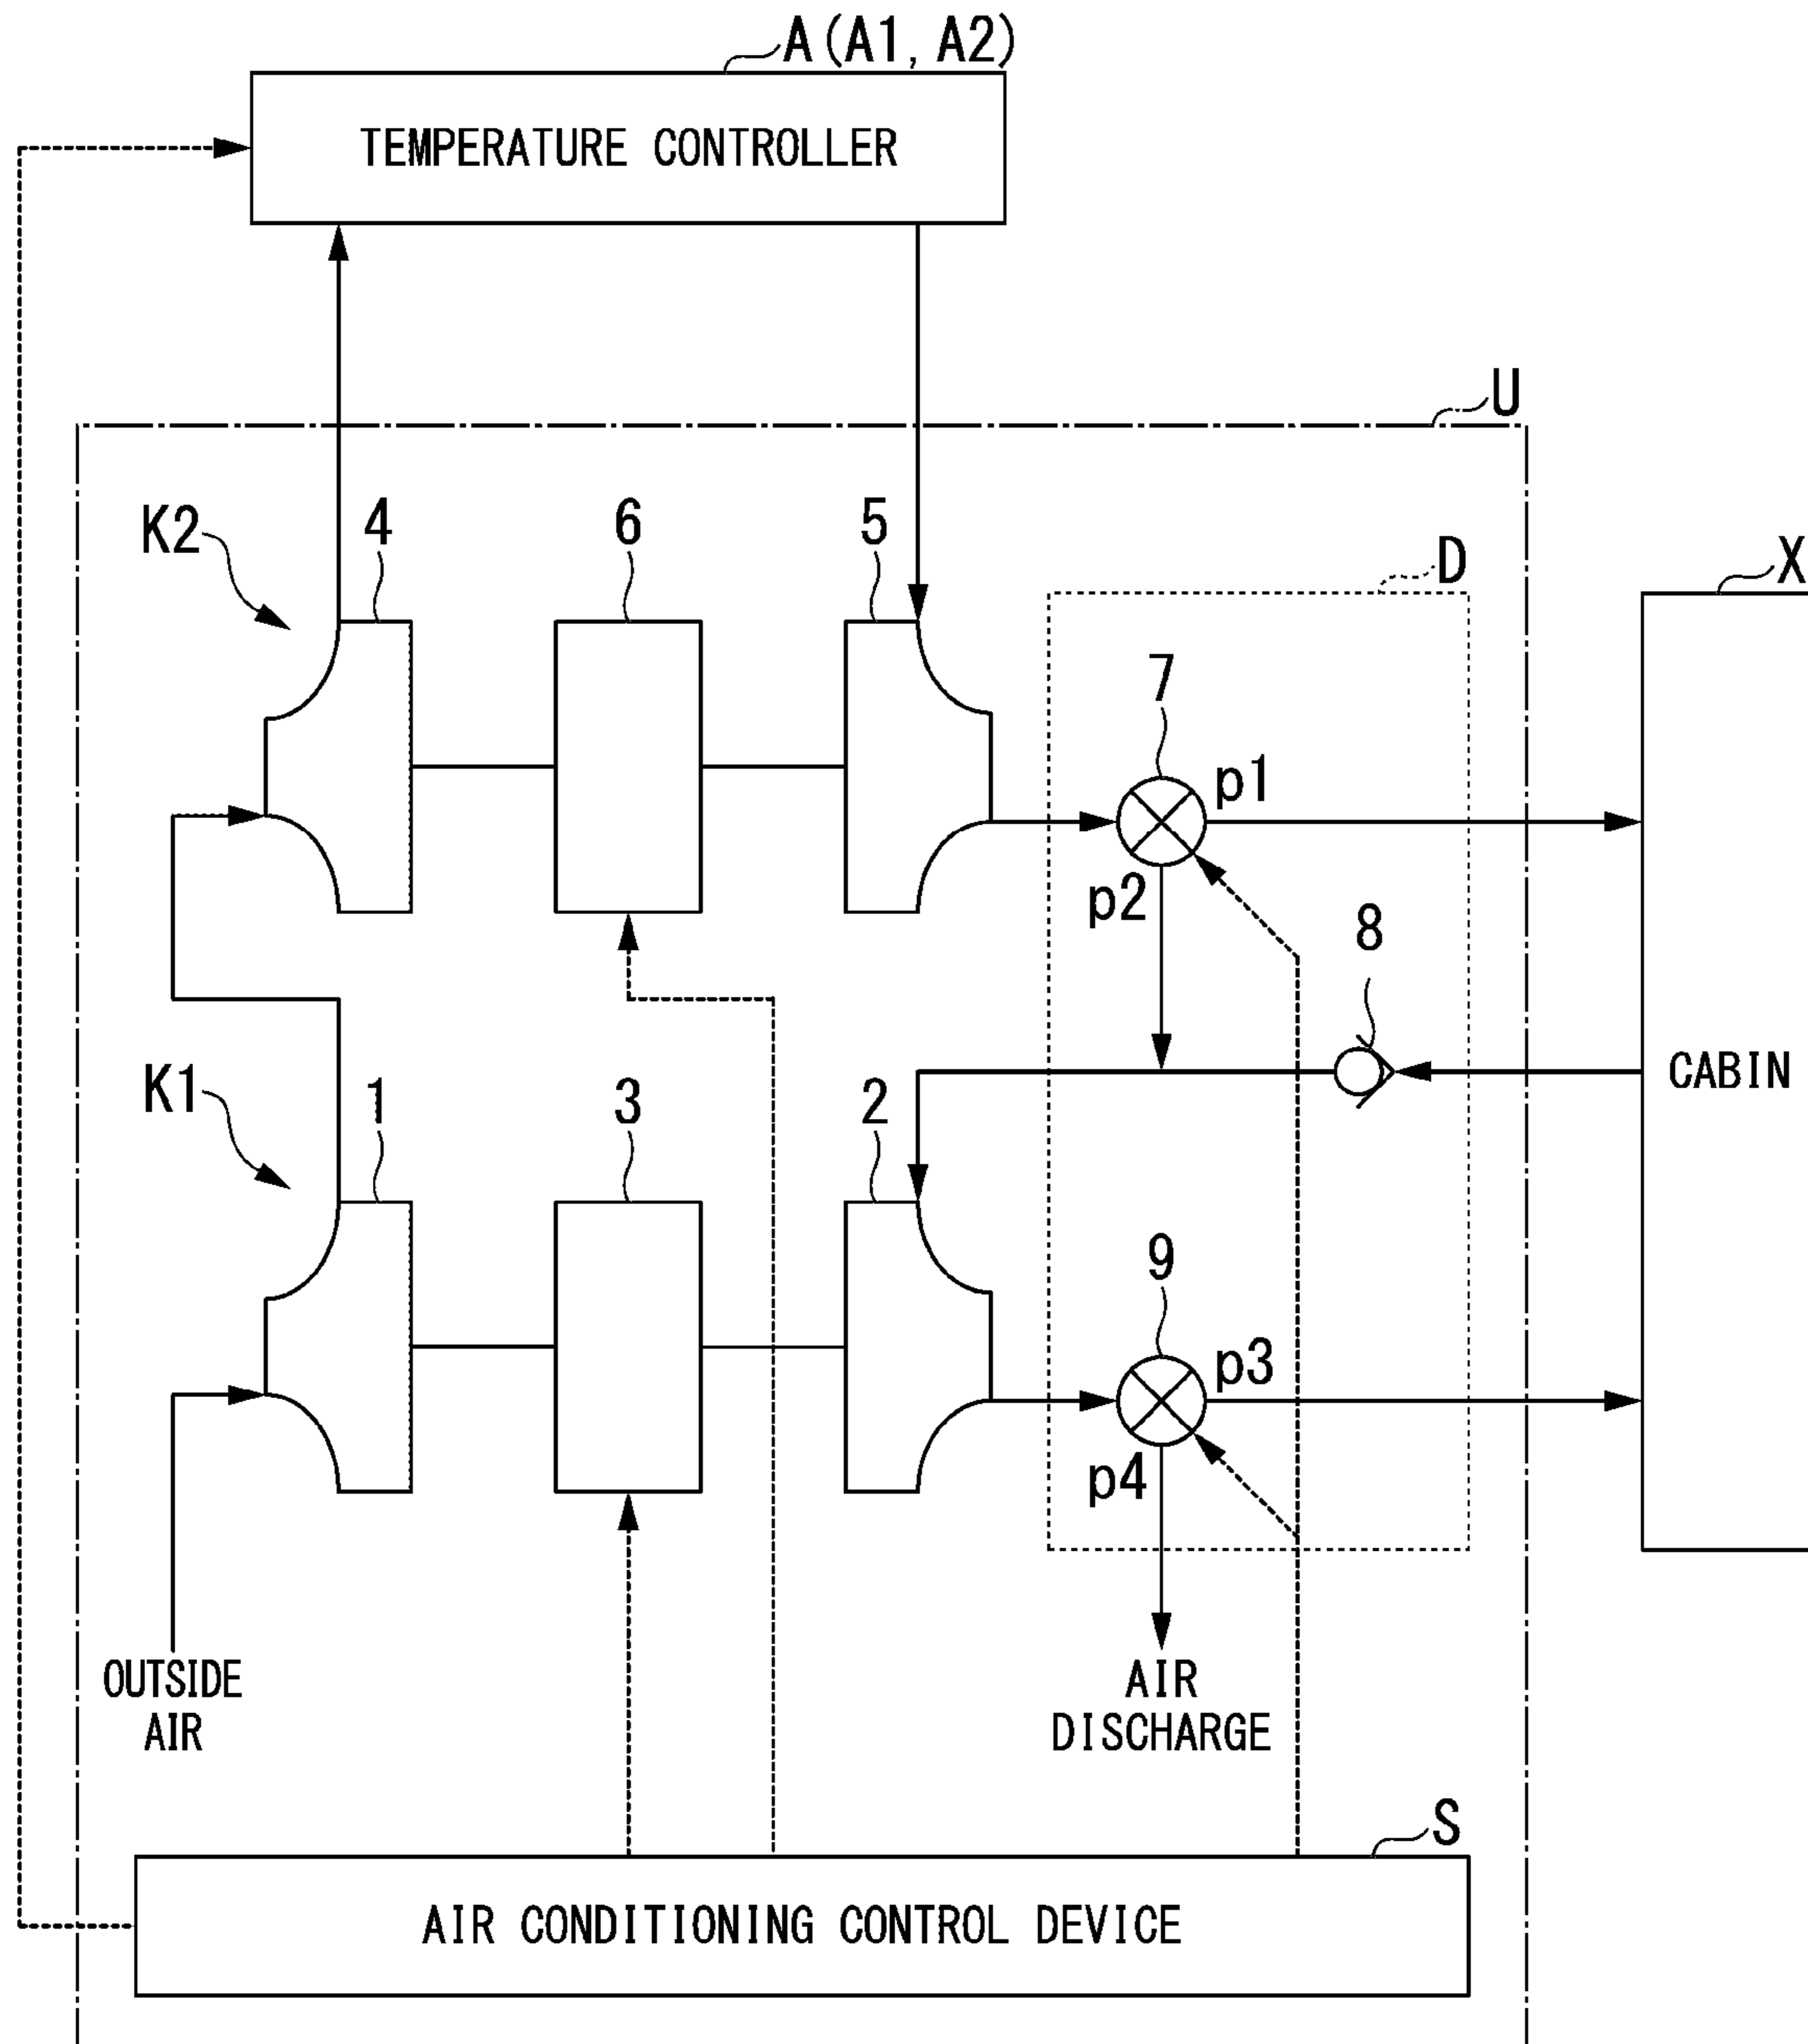 A(A1, A2)
TEMPERATURE CONTROLLER
U
K2
4
6
5
D
X
7
p1
p2
8
CABIN
K1
1
3
2
9
p3
p4
OUTSIDE
AIR
AIR
DISCHARGE
S
AIR CONDITIONING CONTROL DEVICE